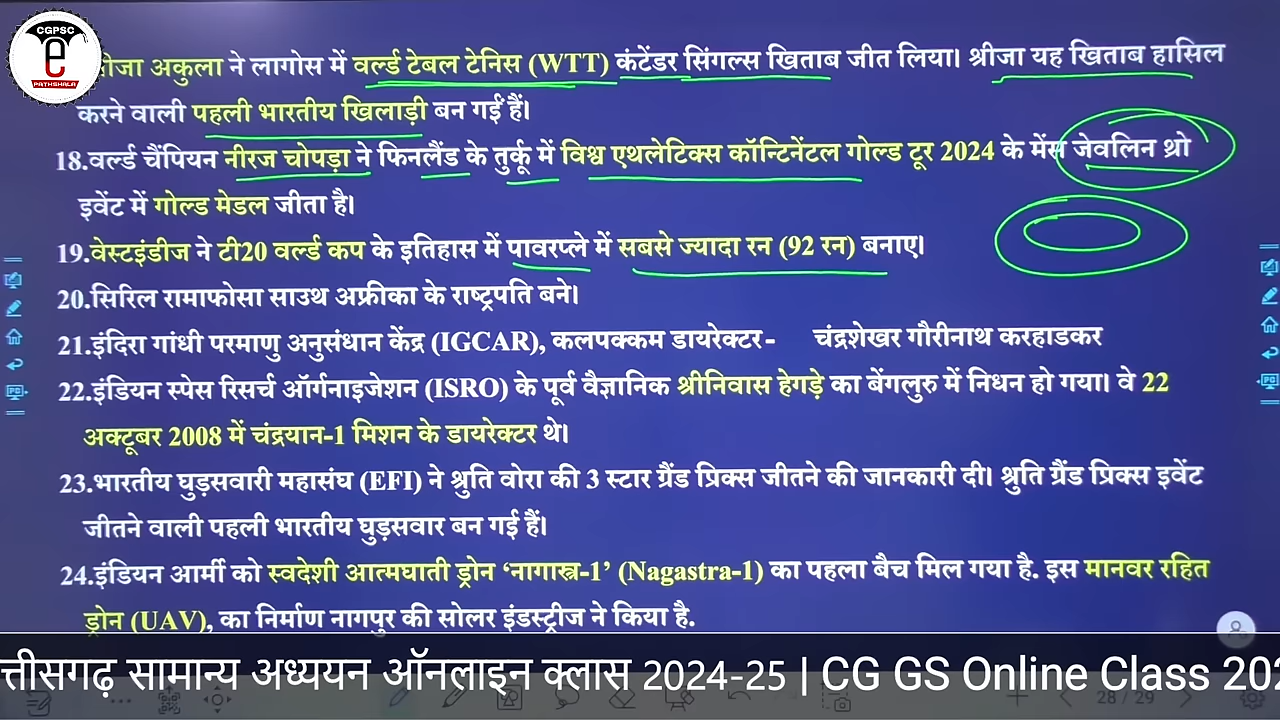 CGPSC
e
PATHSHALA
अकुला ने लागोस में वर्ल्ड टेबल टेनिस (WTT) कंटेंडर सिंगल्स खिताब जीत लिया। श्रीजा यह खिताब हासिल
करने वाली पहली भारतीय खिलाड़ी बन गईं हैं।
18.वर्ल्ड चैंपियन नीरज चोपड़ा ने फिनलैंड के तुर्कू में विश्व एथलेटिक्स कॉन्टिनेंटल गोल्ड टूर 2024 के मेंस जेवलिन थ्रो
इवेंट में गोल्ड मेडल जीता है।
19.वेस्टइंडीज ने टी20 वर्ल्ड कप के इतिहास में पावरप्ले में सबसे ज्यादा रन (92 रन) बनाए।
20.सिरिल रामाफोसा साउथ अफ्रीका के राष्ट्रपति बने।
21.इंदिरा गांधी परमाणु अनुसंधान केंद्र (IGCAR), कलपक्कम डायरेक्टर- चंद्रशेखर गौरीनाथ करहाडकर
22.इंडियन स्पेस रिसर्च ऑर्गनाइजेशन (ISRO) के पूर्व वैज्ञानिक श्रीनिवास हेगड़े का बेंगलुरु में निधन हो गया। वे 22
अक्टूबर 2008 में चंद्रयान-1 मिशन के डायरेक्टर थे।
23.भारतीय घुड़सवारी महासंघ (EFI) ने श्रुति वोरा की 3 स्टार ग्रैंड प्रिक्स जीतने की जानकारी दी। श्रुति ग्रैंड प्रिक्स इवेंट
जीतने वाली पहली भारतीय घुड़सवार बन गई हैं।
24.इंडियन आर्मी को स्वदेशी आत्मघाती ड्रोन ‘नागास्त्र-1’ (Nagastra-1) का पहला बैच मिल गया है. इस मानवर रहित
ड्रोन (UAV), का निर्माण नागपुर की सोलर इंडस्ट्रीज ने किया है.
त्तीसगढ़ सामान्य अध्ययन ऑनलाइन क्लास 2024-25 | CG GS Online Class 202
28 / 29